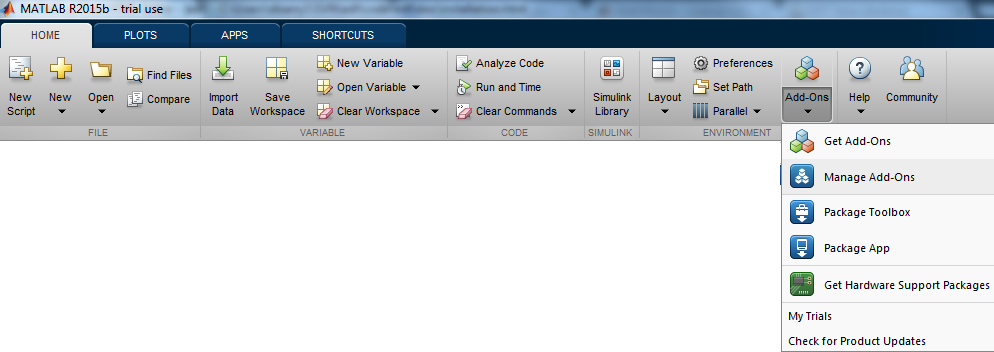 MATLAB R2015b - trial use
HOME PLOTS APPS SHORTCUTS
New Script
New
Open
Find Files
Compare
FILE
Import Data
Save Workspace
New Variable
Open Variable
Clear Workspace
VARIABLE
Analyze Code
Run and Time
Clear Commands
CODE
Simulink Library
SIMULINK
Layout
Preferences
Set Path
Parallel
ENVIRONMENT
Add-Ons
Help
Community
Get Add-Ons
Manage Add-Ons
Package Toolbox
Package App
Get Hardware Support Packages
My Trials
Check for Product Updates